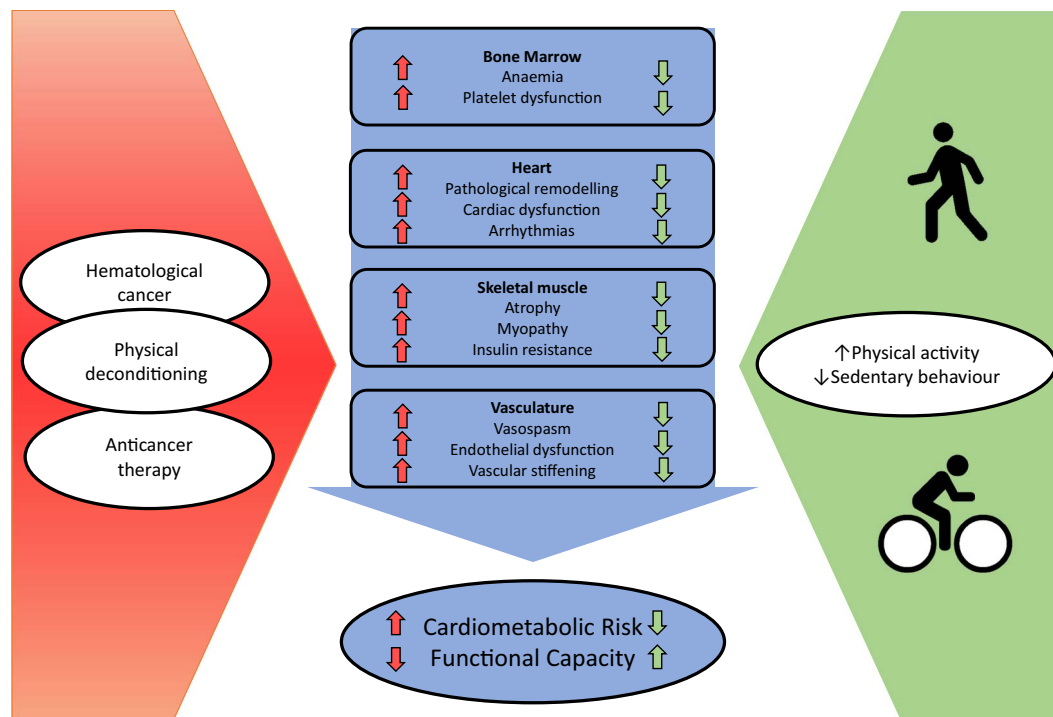 Bone Marrow
Anaemia
Platelet dysfunction
Heart
Pathological remodelling
Cardiac dysfunction
Arrhythmias
Hematological
cancer
Physical
deconditioning
Anticancer
therapy
Skeletal muscle
Atrophy
Myopathy
Insulin resistance
Vasculature
Vasospasm
Endothelial dysfunction
Vascular stiffening
↑Physical activity
↓Sedentary behaviour
Cardiometabolic Risk
Functional Capacity